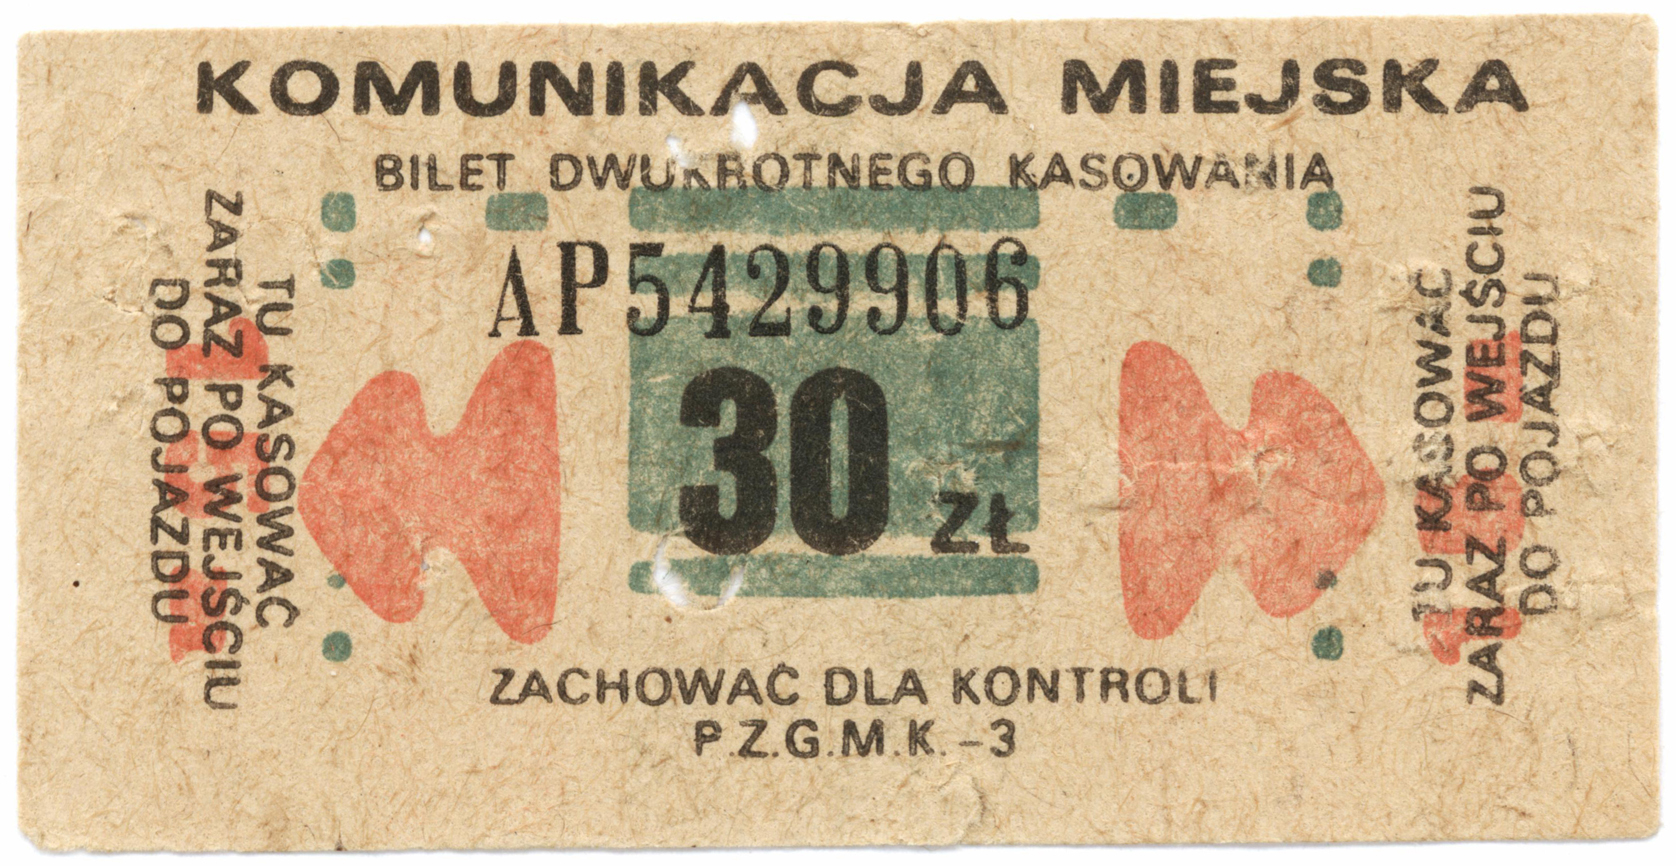 KOMUNIKACJA MIEJSKA
BILET DWUKROTNEGO KASOWANIA
AP5429906
30 ZŁ
TU KASOWAĆ
ZARAZ PO WEJŚCIU
DO POJAZDU
TU KASOWAĆ
ZARAZ PO WEJŚCIU
DO POJAZDU
ZACHOWAĆ DLA KONTROLI
P.Z.G.M.K.-3